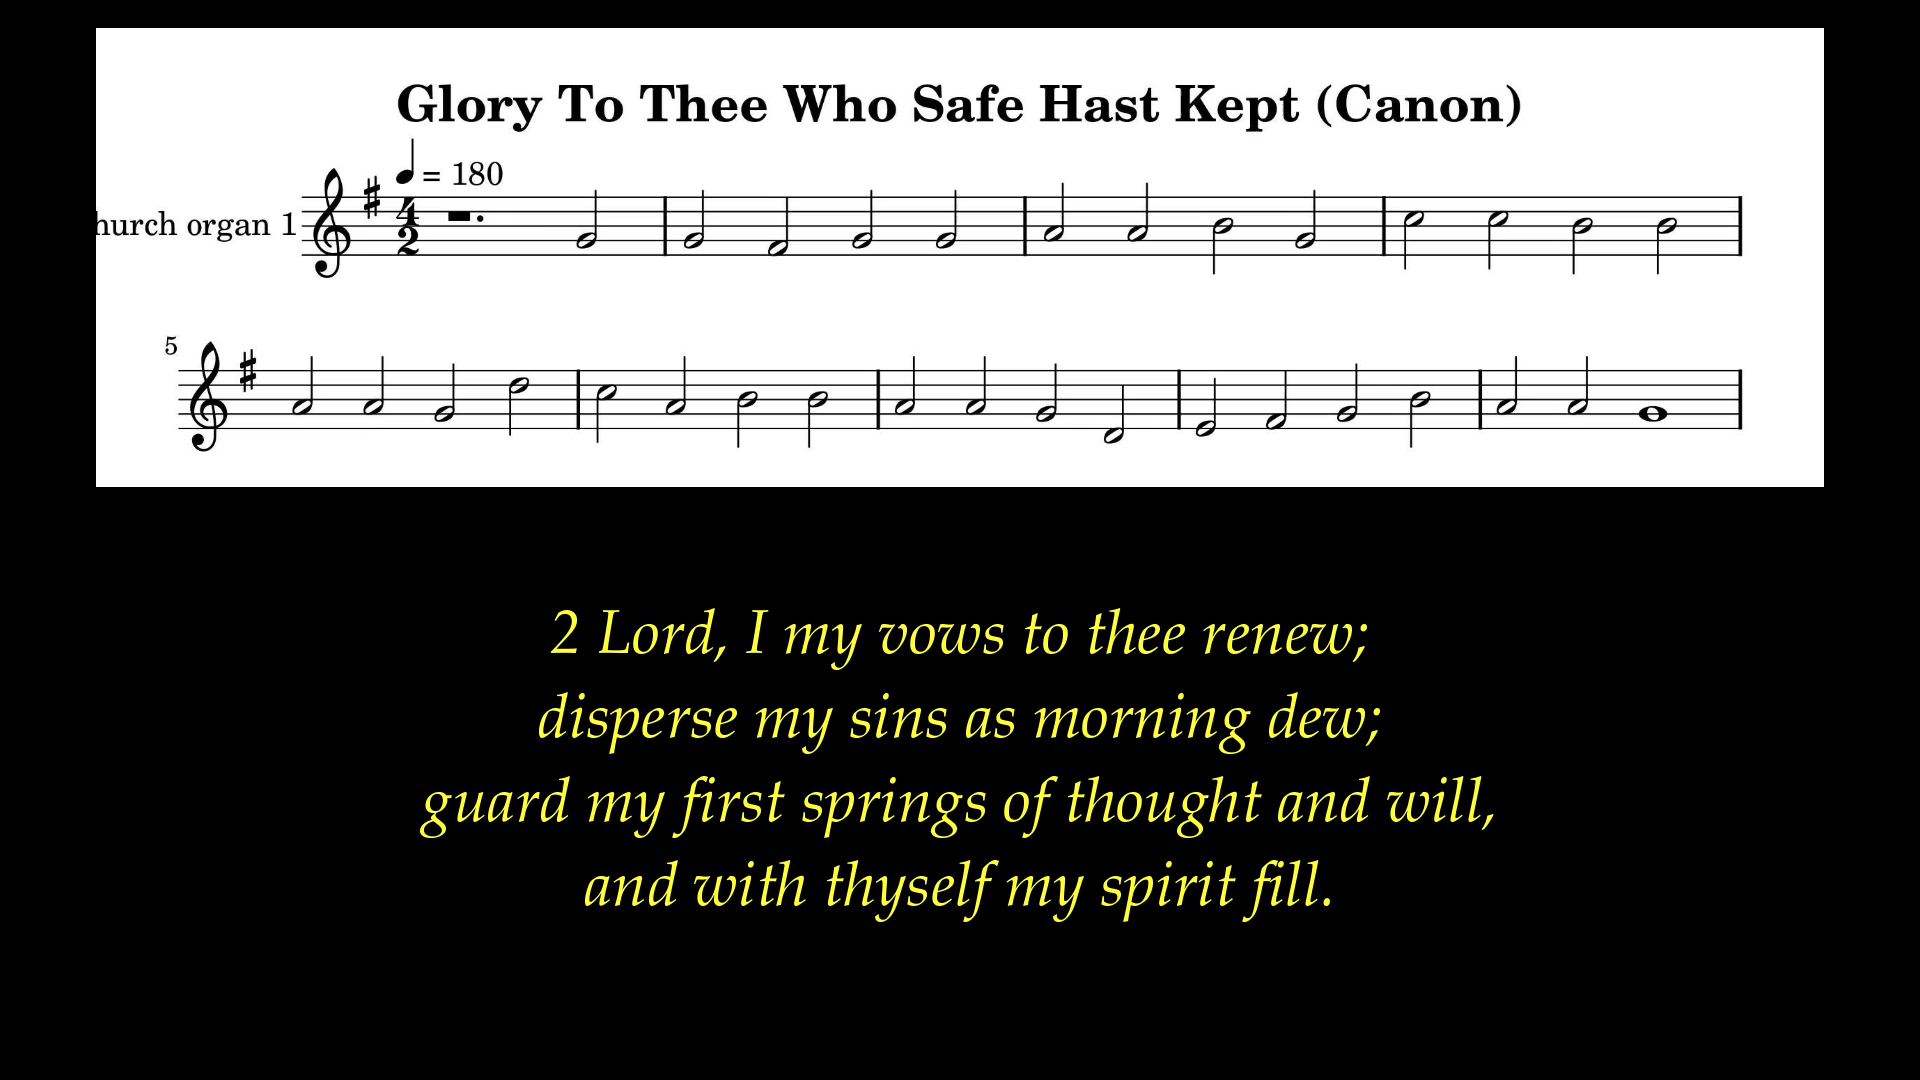 Glory To Thee Who Safe Hast Kept (Canon)
= 180
hurch organ 1
4
2
5
2 Lord, I my vows to thee renew;
disperse my sins as morning dew;
guard my first springs of thought and will,
and with thyself my spirit fill.